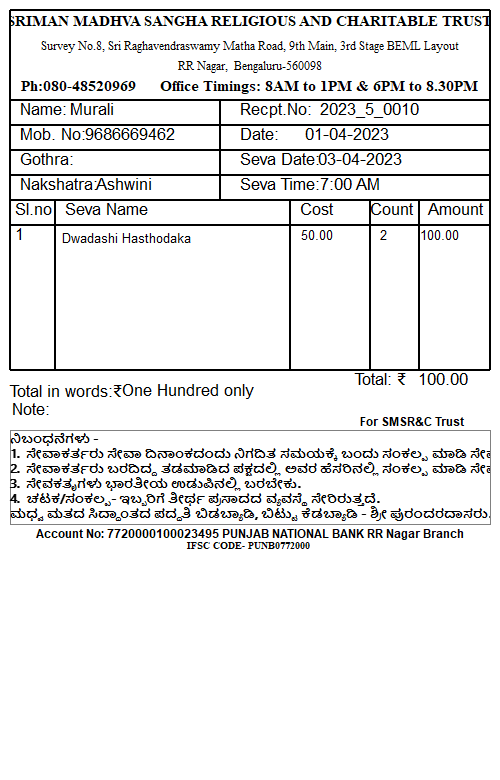 SRIMAN MADHVA SANGHA RELIGIOUS AND CHARITABLE TRUST
Survey No.8, Sri Raghavendraswamy Matha Road, 9th Main, 3rd Stage BEML Layout
RR Nagar, Bengaluru-560098
Ph:080-48520969 Office Timings: 8AM to 1PM & 6PM to 8.30PM
Name: Murali Recpt.No: 2023_5_0010
Mob. No:9686669462 Date: 01-04-2023
Gothra: Seva Date:03-04-2023
Nakshatra:Ashwini Seva Time:7:00 AM
Sl.no Seva Name Cost Count Amount
1 Dwadashi Hasthodaka 50.00 2 100.00
Total: ₹ 100.00
Total in words:₹One Hundred only
Note:
For SMSR&C Trust
ನಿಬಂಧನೆಗಳು -
1. ಸೇವಾಕರ್ತರು ಸೇವಾ ದಿನಾಂಕದಂದು ನಿಗದಿತ ಸಮಯಕ್ಕೆ ಬಂದು ಸಂಕಲ್ಪ ಮಾಡಿ
2. ಸೇವಾಕರ್ತರು ಬರದಿದ್ದ ತಡಮಾಡಿದ ಪಕ್ಷದಲ್ಲಿ ಅವರ ಹೆಸರಿನಲ್ಲಿ ಸಂಕಲ್ಪ ಮಾಡಿ
3. ಸೇವಕತೃಗಳು ಭಾರತೀಯ ಉಡುಪಿನಲ್ಲಿ ಬರಬೇಕು.
4. ಚಟಕ/ಸಂಕಲ್ಪ- ಇಬ್ಬರಿಗೆ ತೀರ್ಥ ಪ್ರಸಾದದ ವ್ಯವಸ್ಥೆ ಸೇರಿರುತ್ತದೆ.
ಮಧ್ವ ಮತದ ಸಿದ್ಧಾಂತದ ಪದ್ಧತಿ ಬಿಡಬ್ಯಾಡಿ, ಬಿಟ್ಟು ಕೆಡಬ್ಯಾಡಿ - ಶ್ರೀ ಪುರಂದರದಾಸರು.
Account No: 7720000100023495 PUNJAB NATIONAL BANK RR Nagar Branch
IFSC CODE- PUNB0772000